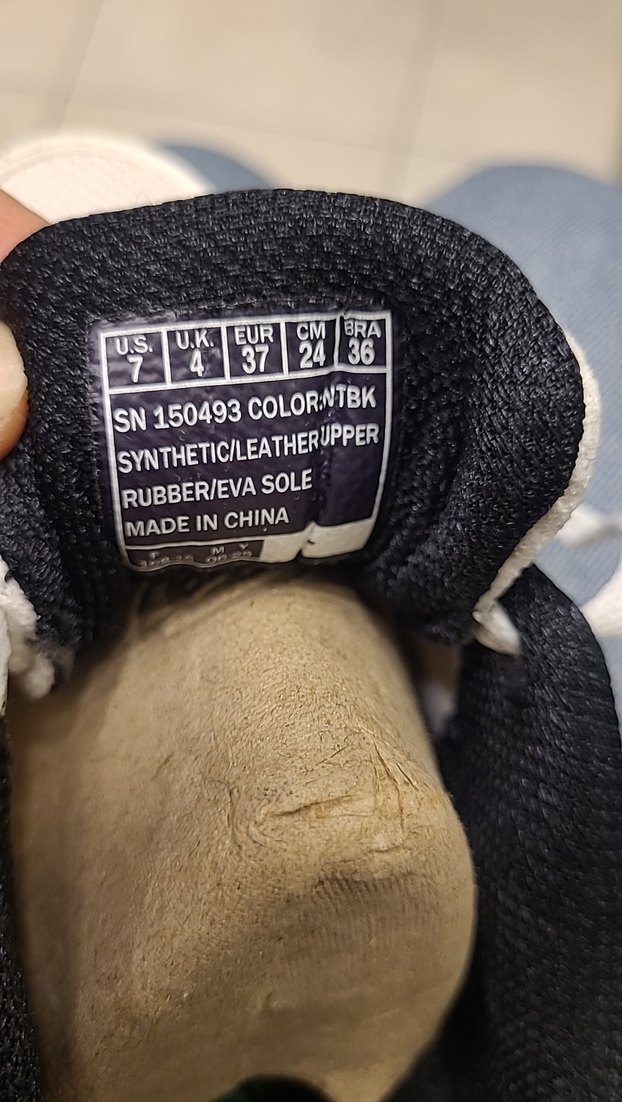 U.S. U.K. EUR CM BRA
7 4 37 24 36
SN 150493 COLOR:NTBK
SYNTHETIC/LEATHER UPPER
RUBBER/EVA SOLE
MADE IN CHINA
F M Y